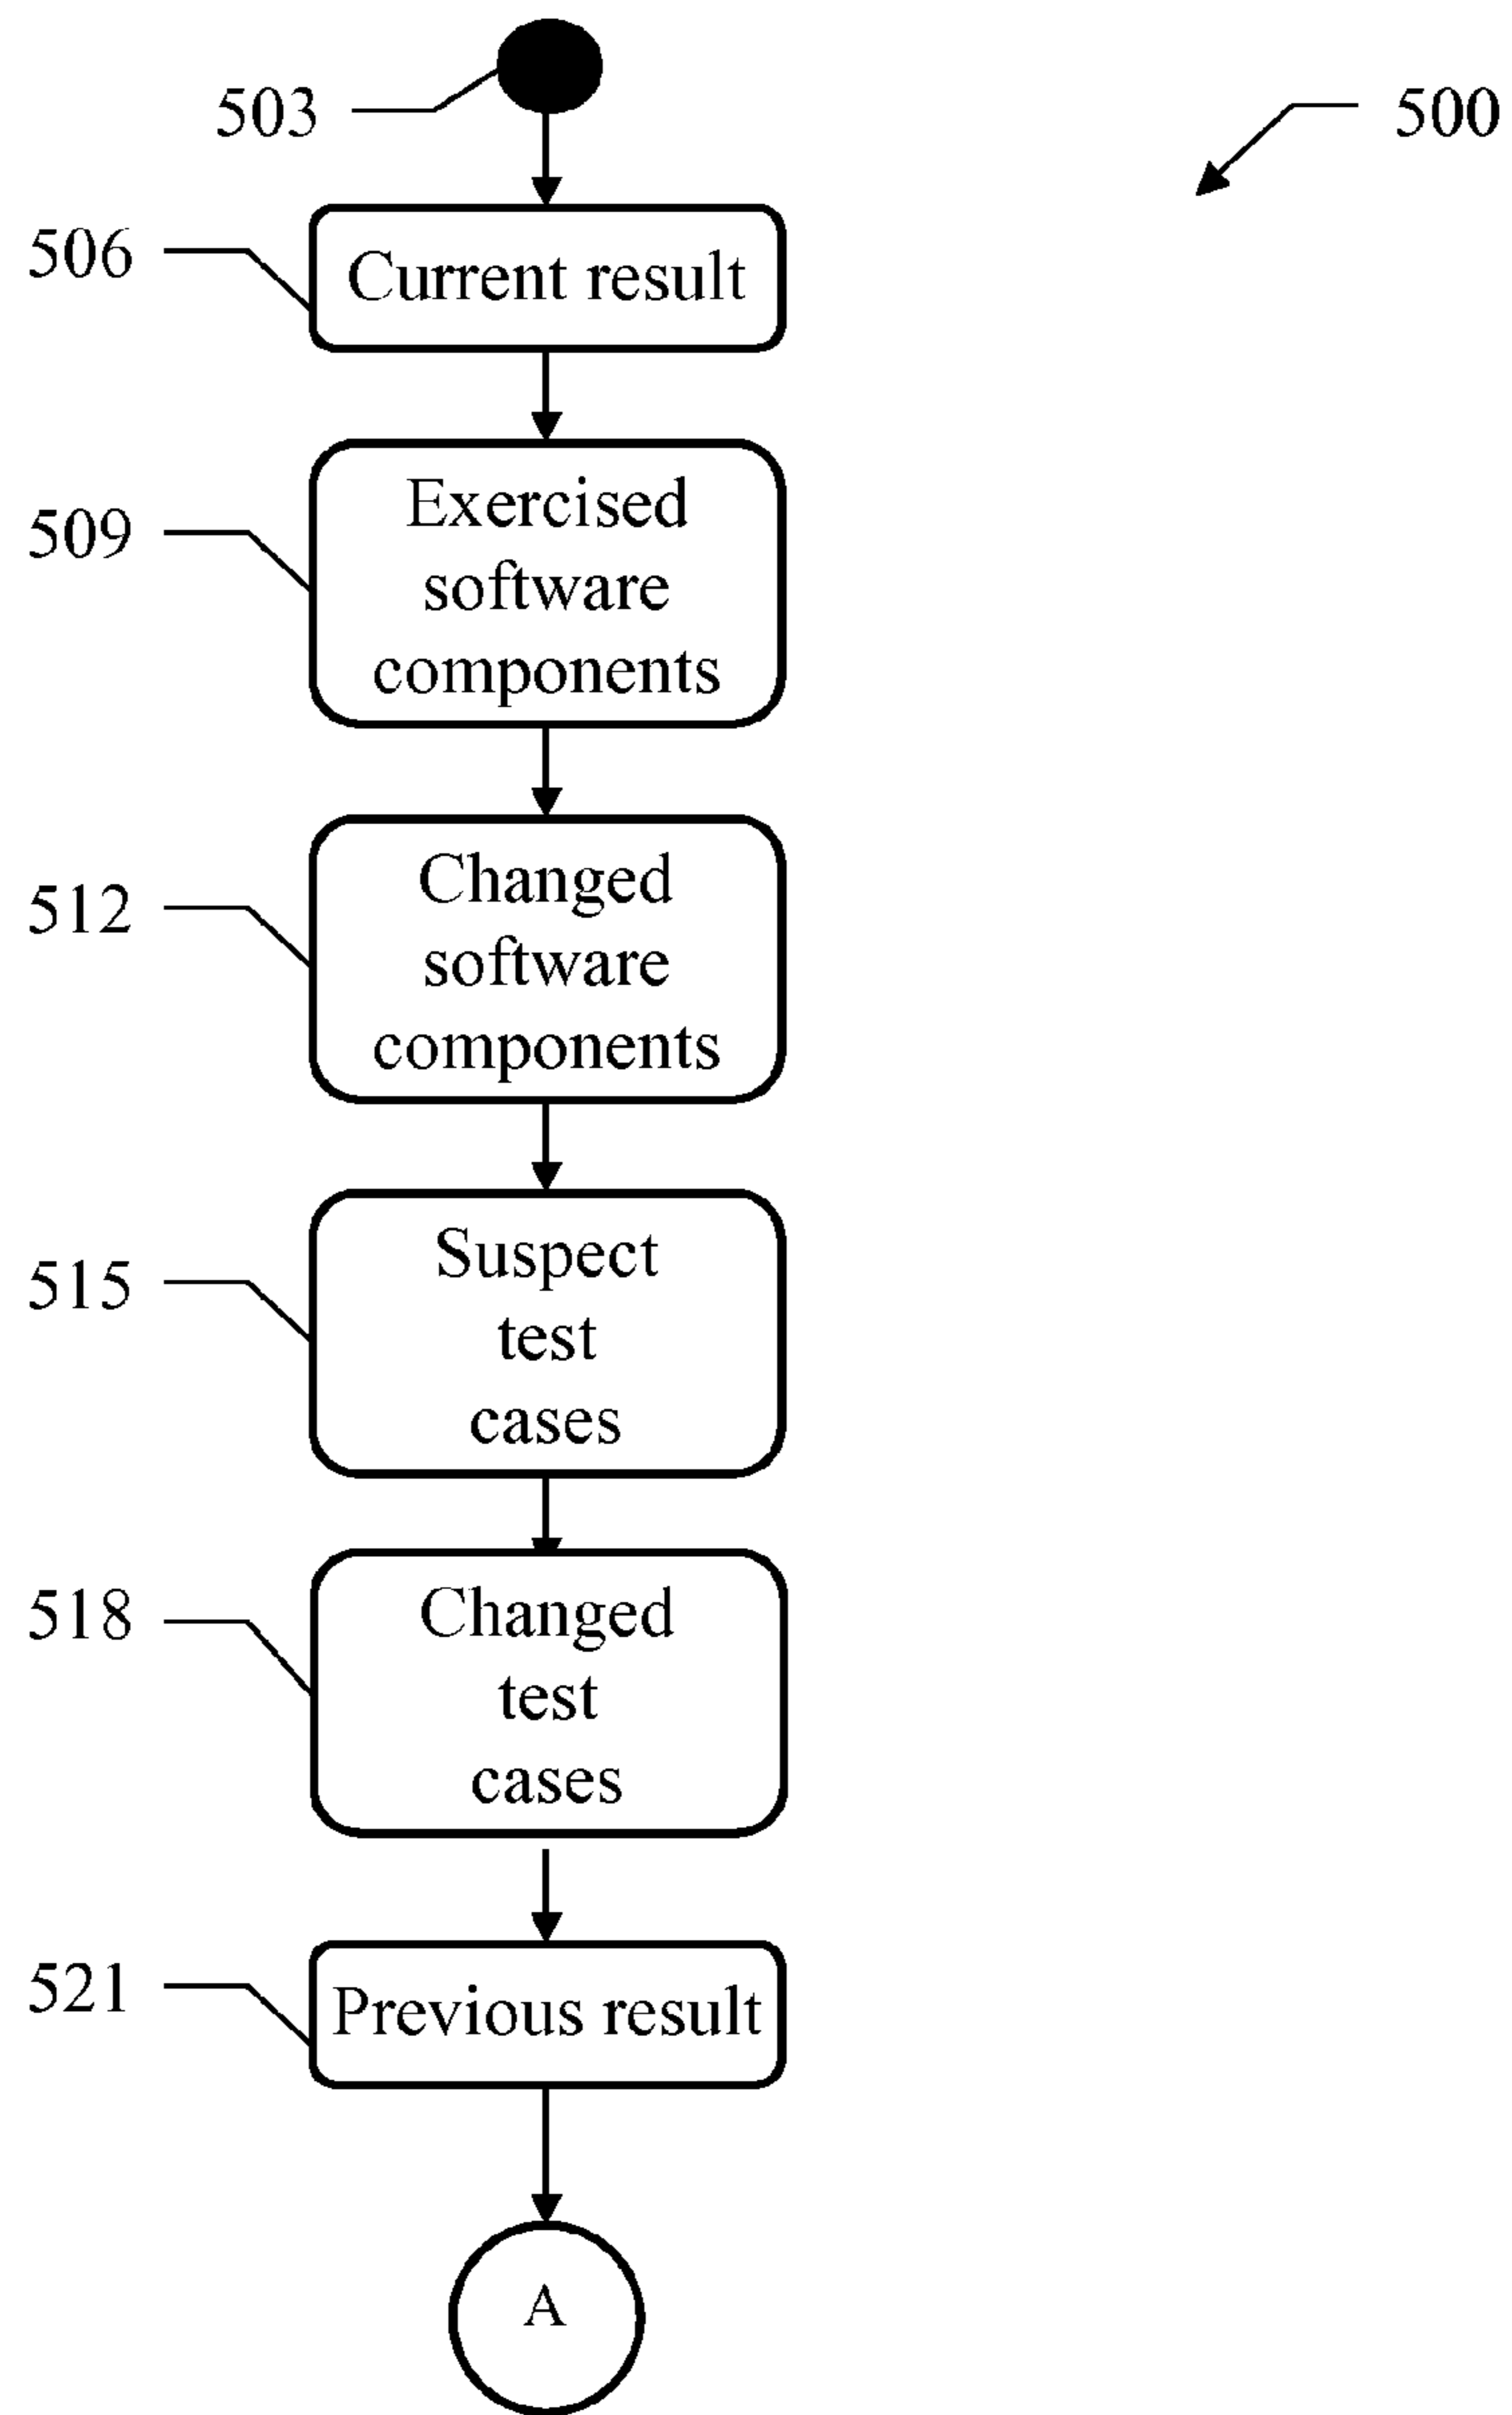 503
500
506
Current result
509
Exercised
software
components
512
Changed
software
components
515
Suspect
test
cases
518
Changed
test
cases
521
Previous result
A